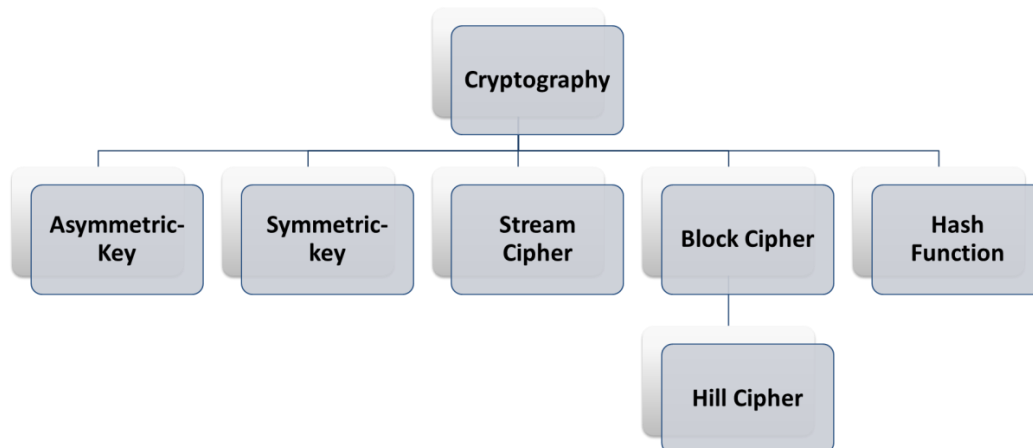 Cryptography
Asymmetric-
Key
Symmetric-
key
Stream
Cipher
Block Cipher
Hash
Function
Hill Cipher